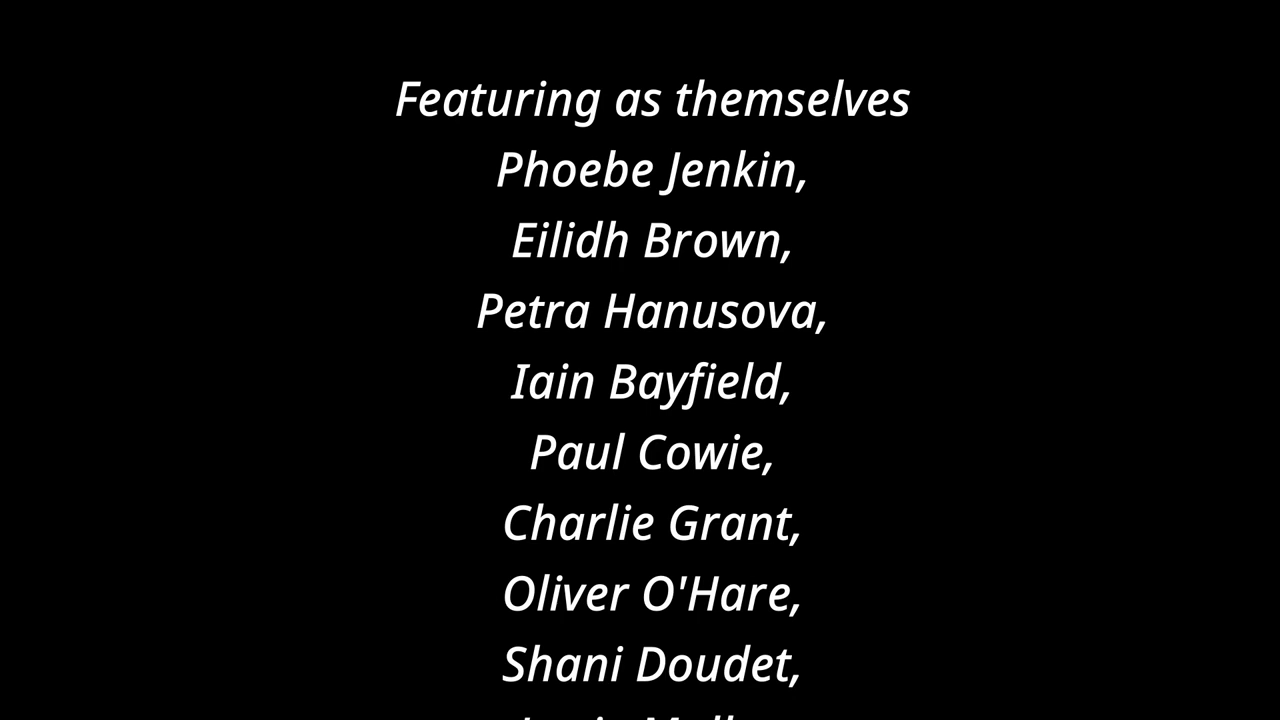 Featuring as themselves
Phoebe Jenkin,
Eilidh Brown,
Petra Hanusova,
Iain Bayfield,
Paul Cowie,
Charlie Grant,
Oliver O'Hare,
Shani Doudet,